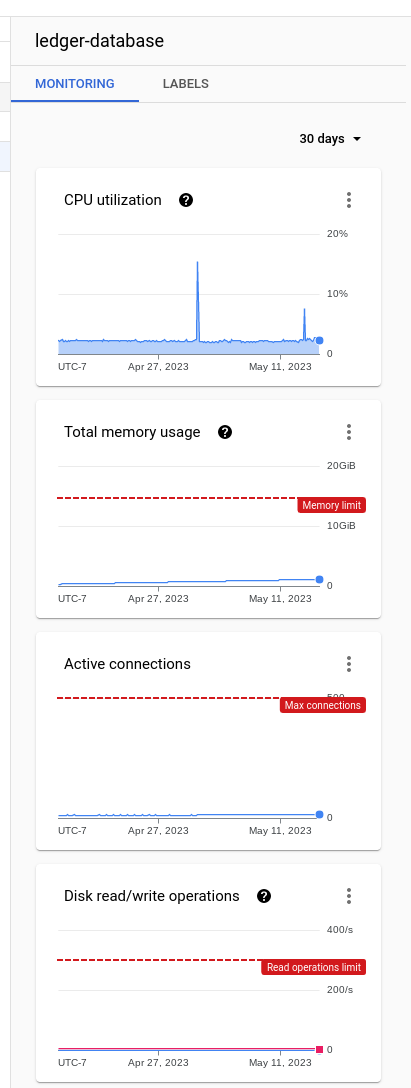 ledger-database
MONITORING LABELS
30 days
CPU utilization
20%
10%
0
UTC-7 Apr 27, 2023 May 11, 2023
Total memory usage
20GiB
Memory limit
10GiB
0
UTC-7 Apr 27, 2023 May 11, 2023
Active connections
500
Max connections
0
UTC-7 Apr 27, 2023 May 11, 2023
Disk read/write operations
400/s
Read operations limit
200/s
0
UTC-7 Apr 27, 2023 May 11, 2023